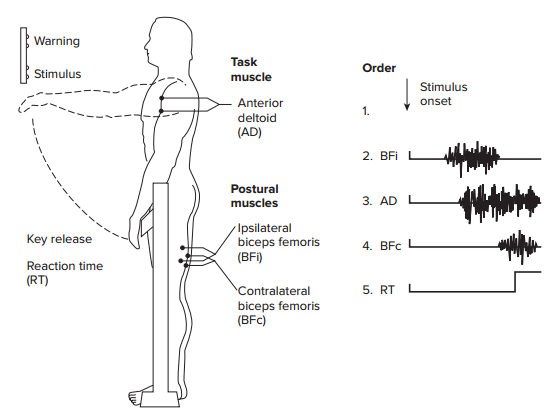 Warning
Stimulus
Task
muscle
Anterior
deltoid
(AD)
Postural
muscles
Ipsilateral
biceps femoris
(BFi)
Contralateral
biceps femoris
(BFc)
Key release
Reaction time
(RT)
Order
Stimulus
onset
1.
2. BFi
3. AD
4. BFc
5. RT